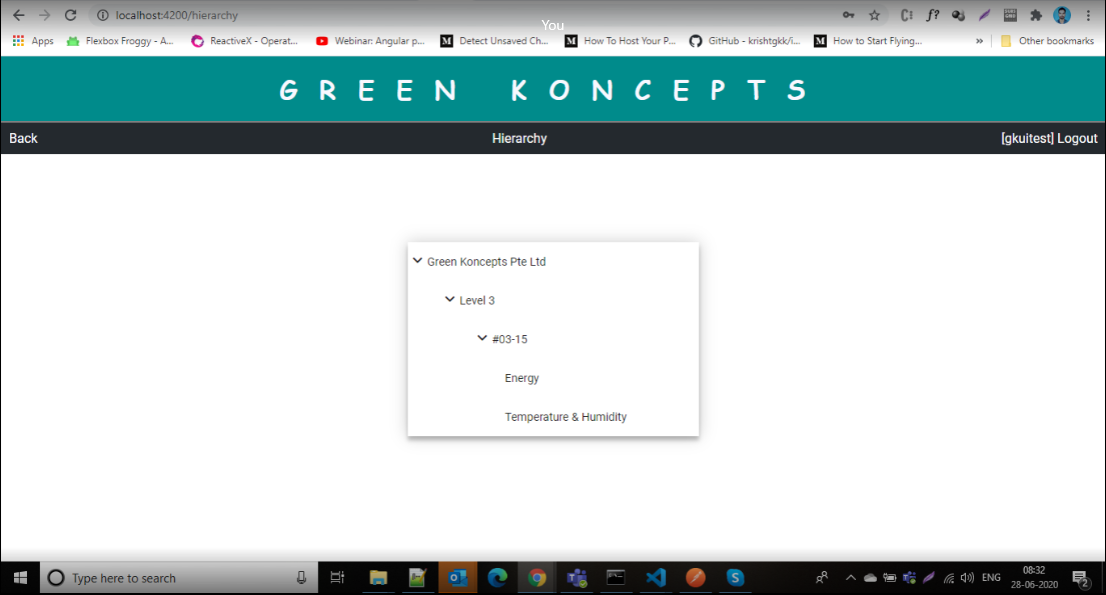 localhost:4200/hierarchy
You
Apps Flexbox Froggy - A... ReactiveX - Operat... Webinar: Angular p... Detect Unsaved Ch... How To Host Your P... GitHub - krishtgkk/i... How to Start Flying... » Other bookmarks
GREEN KONCEPTS
Back Hierarchy [gkuitest] Logout
Green Koncepts Pte Ltd
Level 3
#03-15
Energy
Temperature & Humidity
Type here to search ENG 08:32
28-06-2020 2